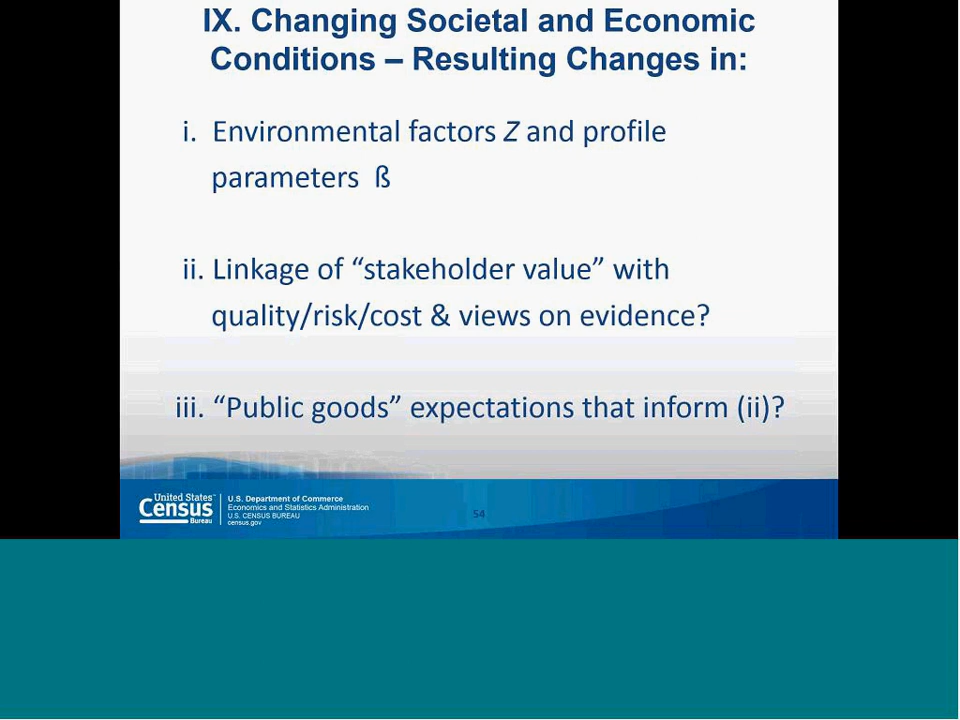 IX. Changing Societal and Economic
Conditions – Resulting Changes in:
i. Environmental factors Z and profile
parameters ß
ii. Linkage of “stakeholder value” with
quality/risk/cost & views on evidence?
iii. “Public goods” expectations that inform (ii)?
United States™
Census
Bureau
U.S. Department of Commerce
Economics and Statistics Administration
U.S. CENSUS BUREAU
census.gov
54